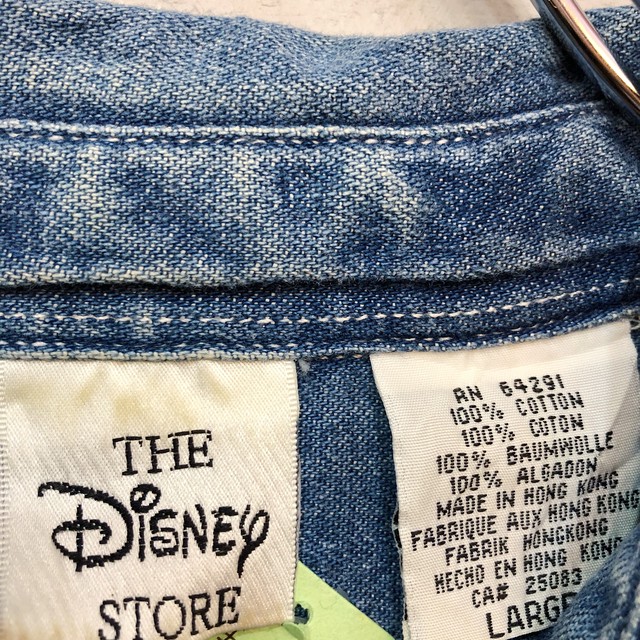 THE
Disney
STORE
RN 64291
100% COTTON
100% COTON
100% BAUMWOLLE
100% ALGADON
MADE IN HONG KONG
FABRIQUE AUX HONG KONG
FABRIK HONGKONG
HECHO EN HONG KONG
CA# 25083
LARGE